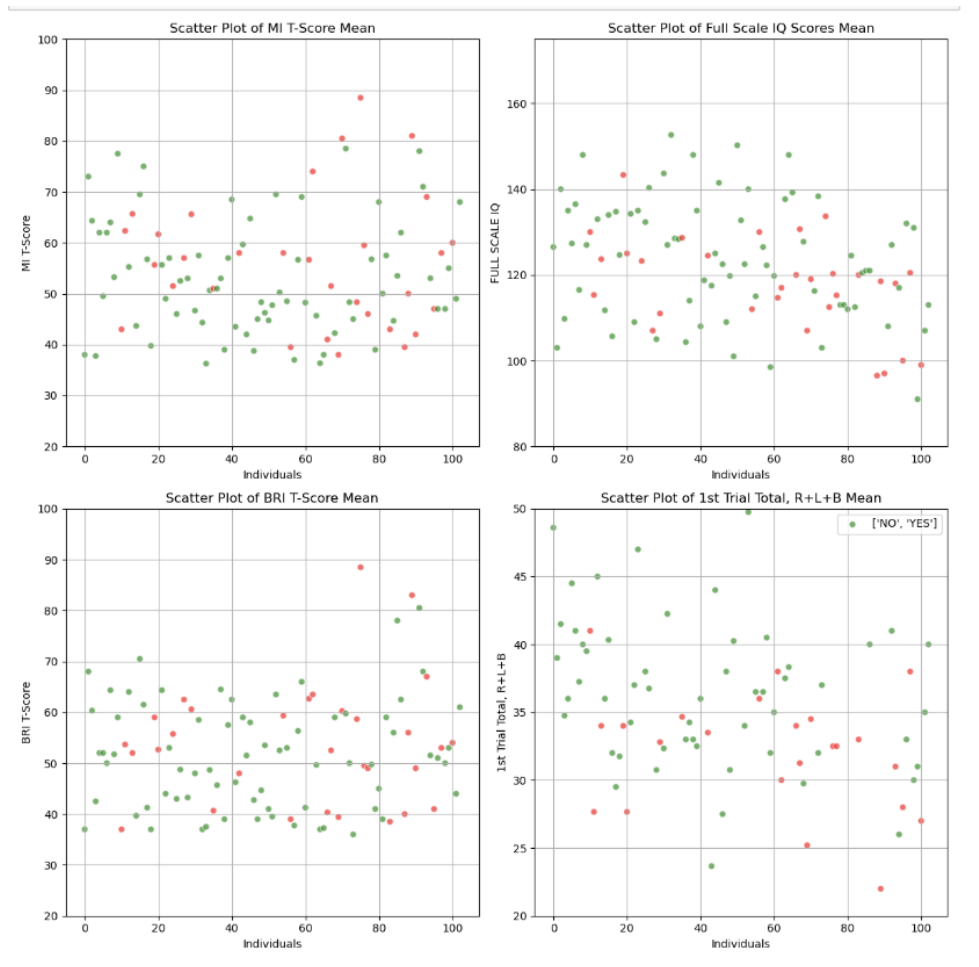 Scatter Plot of MI T-Score Mean
100
90
80
70
60
50
40
30
20
MI T-Score
0 20 40 60 80 100
Individuals
Scatter Plot of Full Scale IQ Scores Mean
160
140
120
100
80
FULL SCALE IQ
0 20 40 60 80 100
Individuals
Scatter Plot of BRI T-Score Mean
100
90
80
70
60
50
40
30
20
BRI T-Score
0 20 40 60 80 100
Individuals
Scatter Plot of 1st Trial Total, R+L+B Mean
['NO', 'YES']
50
45
40
35
30
25
20
1st Trial Total, R+L+B
0 20 40 60 80 100
Individuals